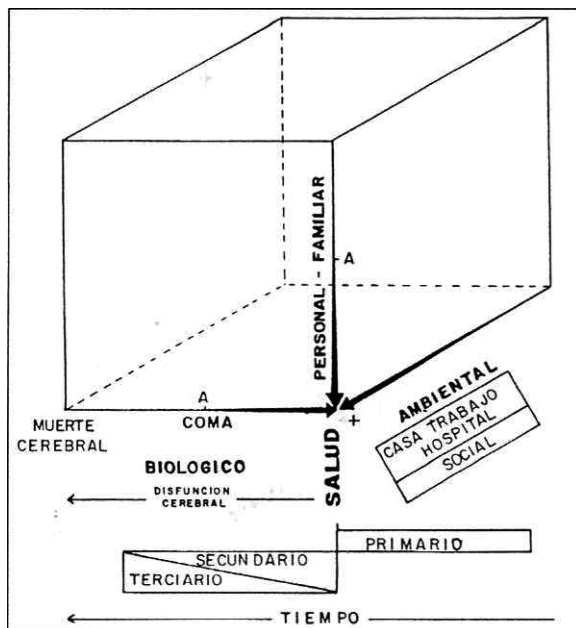 PERSONAL - FAMILIAR
A
A
MUERTE
CEREBRAL
COMA
SALUD
+
AMBIENTAL
CASA TRABAJO
HOSPITAL
SOCIAL
BIOLOGICO
DISFUNCION
CEREBRAL
PRIMARIO
SECUNDARIO
TERCIARIO
TIEMPO